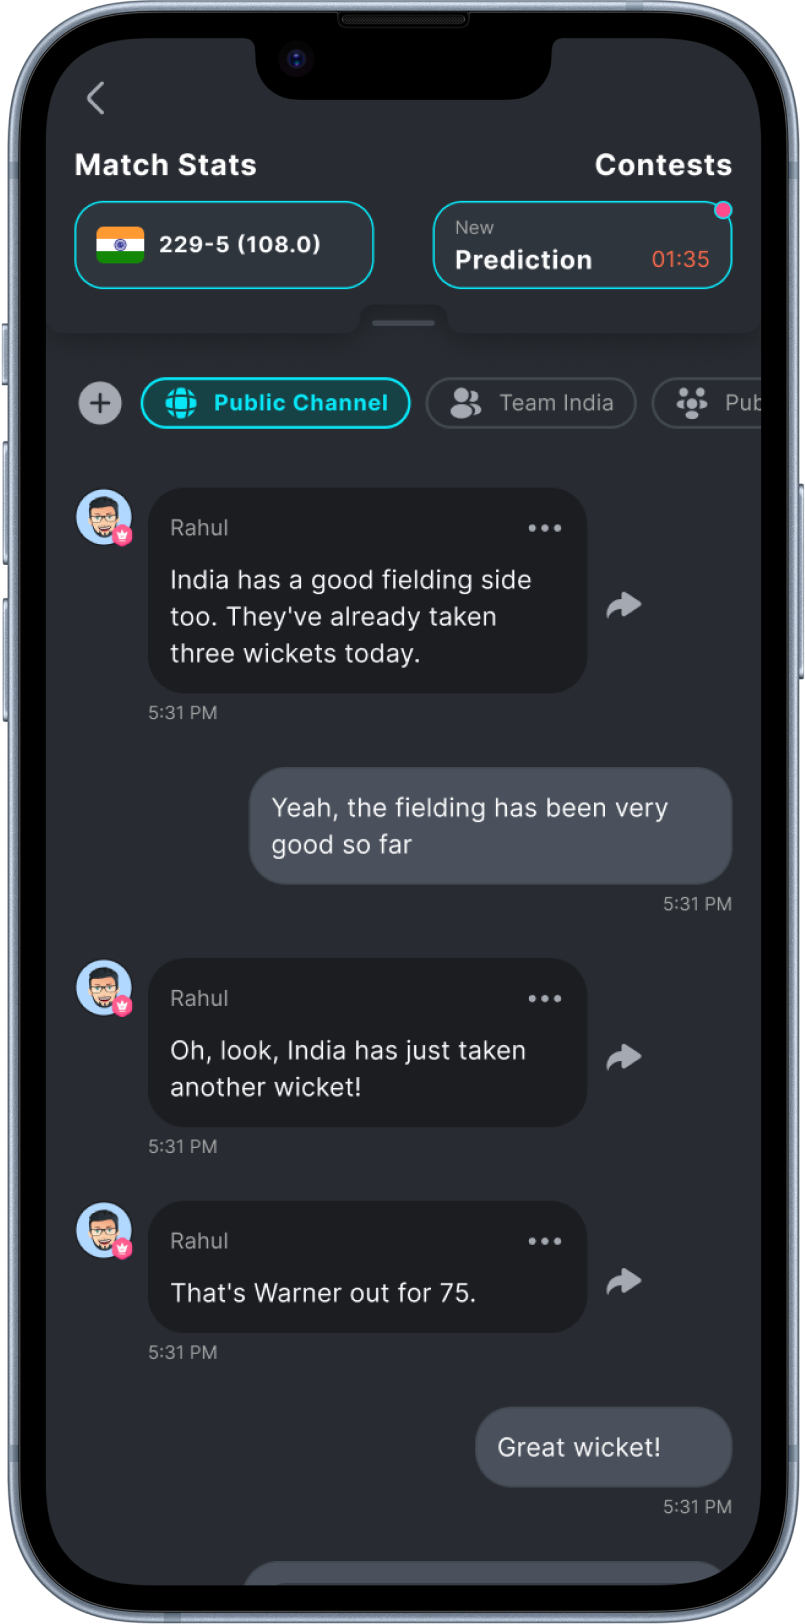 Match Stats
Contests
229-5 (108.0)
New
Prediction
01:35
Public Channel
Team India
Pub
Rahul
India has a good fielding side
too. They've already taken
three wickets today.
5:31 PM
Yeah, the fielding has been very
good so far
5:31 PM
Rahul
Oh, look, India has just taken
another wicket!
5:31 PM
Rahul
That's Warner out for 75.
5:31 PM
Great wicket!
5:31 PM